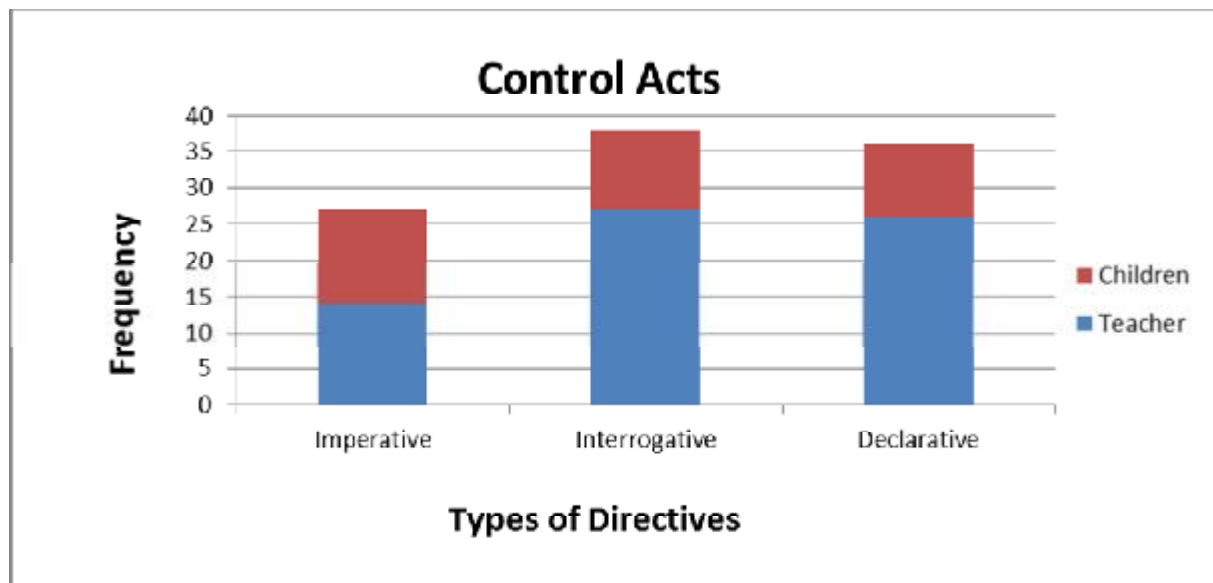 Control Acts
Frequency
40
35
30
25
20
15
10
5
0
Imperative
Interrogative
Declarative
Types of Directives
Children
Teacher